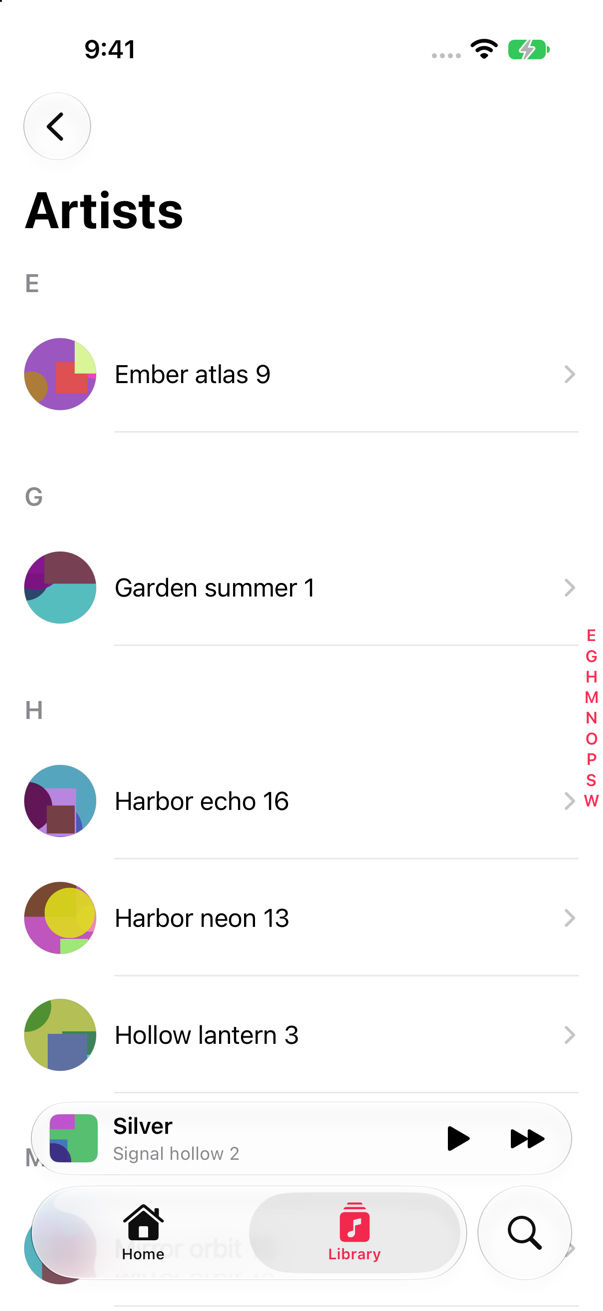 9:41
Artists
E
Ember atlas 9
G
Garden summer 1
E
G
H
M
N
O
P
S
W
H
Harbor echo 16
Harbor neon 13
Hollow lantern 3
Silver
Signal hollow 2
M
Home
Library